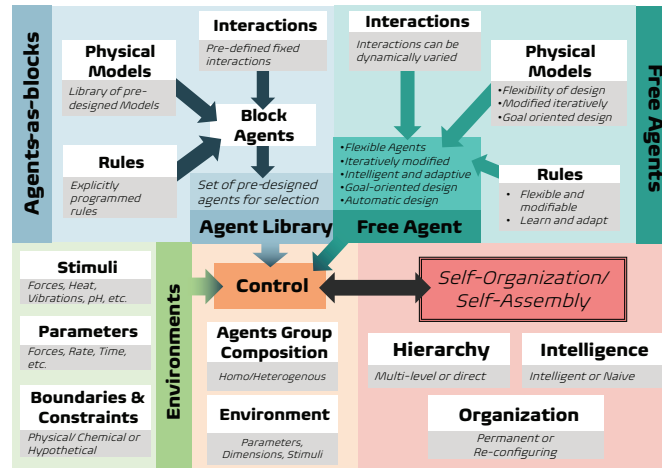 Agents-as-blocks
Physical
Models
Library of pre-
designed Models
Interactions
Pre-defined fixed
interactions
Block
Agents
Rules
Explicitly
programmed
rules
Set of pre-designed
agents for selection
Agent Library
Interactions
Interactions can be
dynamically varied
Physical
Models
•Flexibility of design
•Modified iteratively
•Goal oriented design
•Flexible Agents
•Iteratively modified
•Intelligent and adaptive
•Goal-oriented design
•Automatic design
Free Agent
Rules
• Flexible and
modifiable
• Learn and adapt
Free Agents
Stimuli
Forces, Heat,
Vibrations, pH, etc.
Parameters
Forces, Rate, Time,
etc.
Boundaries &
Constraints
Physical/ Chemical or
Hypothetical
Environments
Control
Agents Group
Composition
Homo/Heterogenous
Environment
Parameters,
Dimensions, Stimuli
Self-Organization/
Self-Assembly
Hierarchy
Multi-level or direct
Intelligence
Intelligent or Naive
Organization
Permanent or
Re-configuring